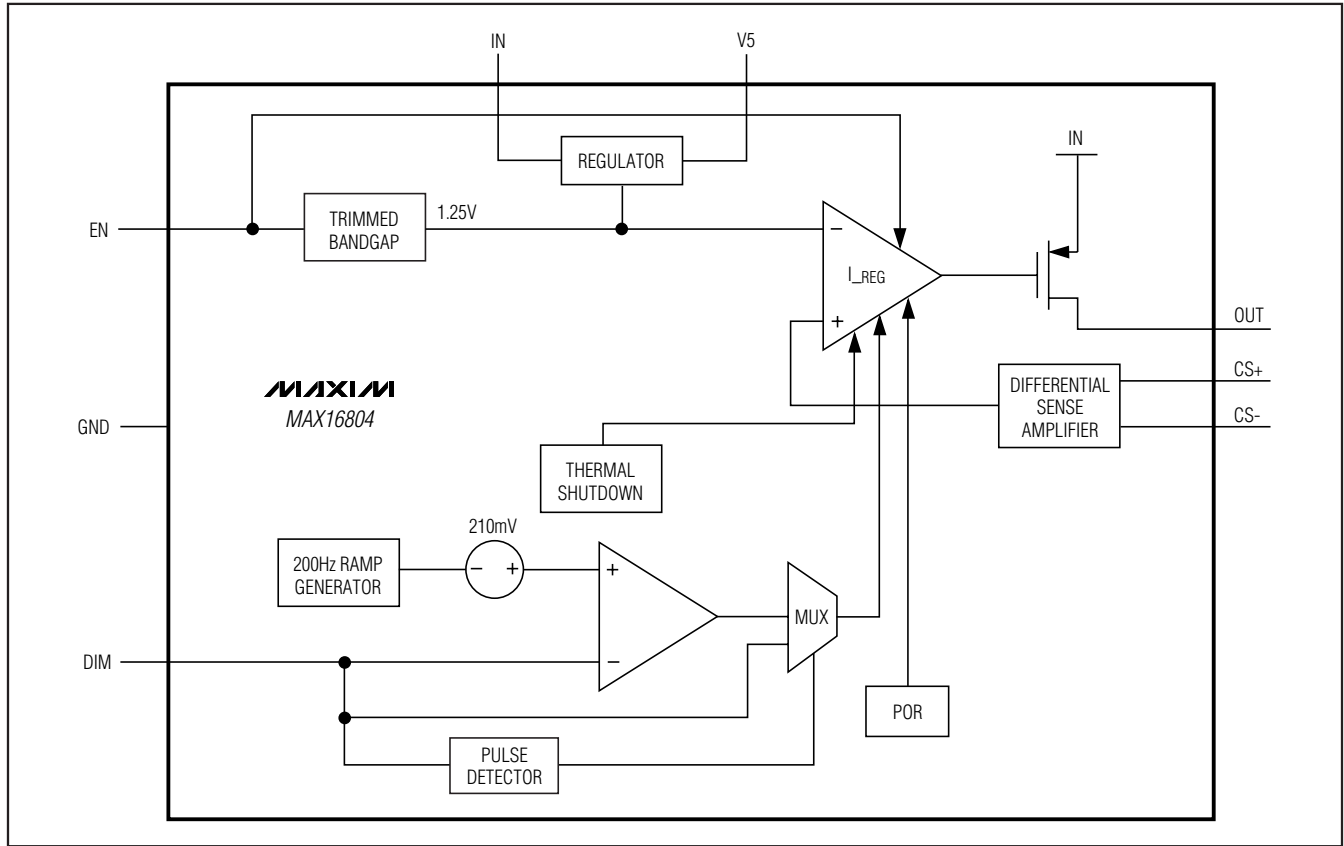 IN
V5
IN
REGULATOR
EN
TRIMMED
BANDGAP
1.25V
−
I_REG
+
OUT
CS+
DIFFERENTIAL
SENSE
AMPLIFIER
CS-
MAXIM
MAX16804
GND
THERMAL
SHUTDOWN
210mV
200Hz RAMP
GENERATOR
− +
+
MUX
DIM
−
POR
PULSE
DETECTOR